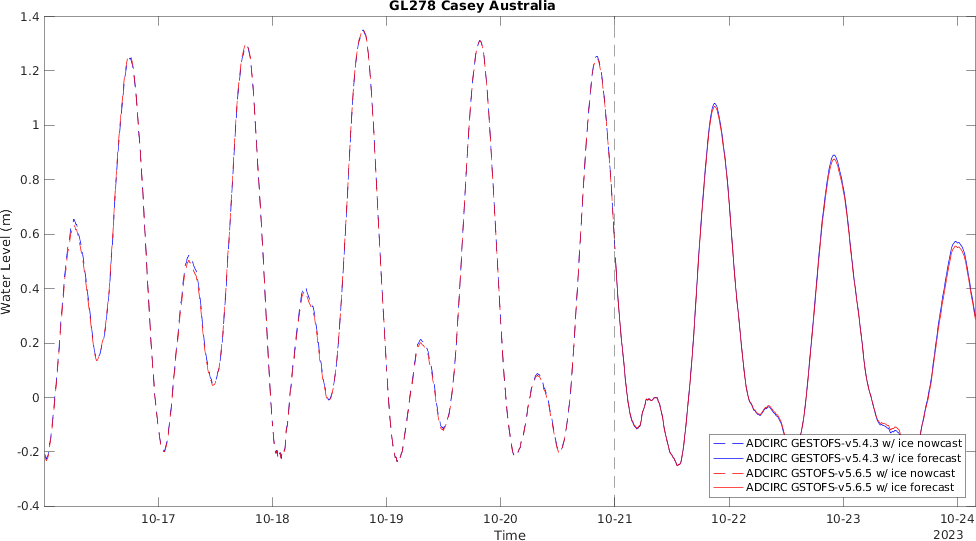 GL278 Casey Australia
1.4
1.2
1
0.8
0.6
0.4
0.2
0
-0.2
-0.4
Water Level (m)
10-17
10-18
10-19
10-20
10-21
10-22
10-23
10-24
Time
2023
ADCIRC GESTOFS-v5.4.3 w/ ice nowcast
ADCIRC GESTOFS-v5.4.3 w/ ice forecast
ADCIRC GSTOFS-v5.6.5 w/ ice nowcast
ADCIRC GSTOFS-v5.6.5 w/ ice forecast